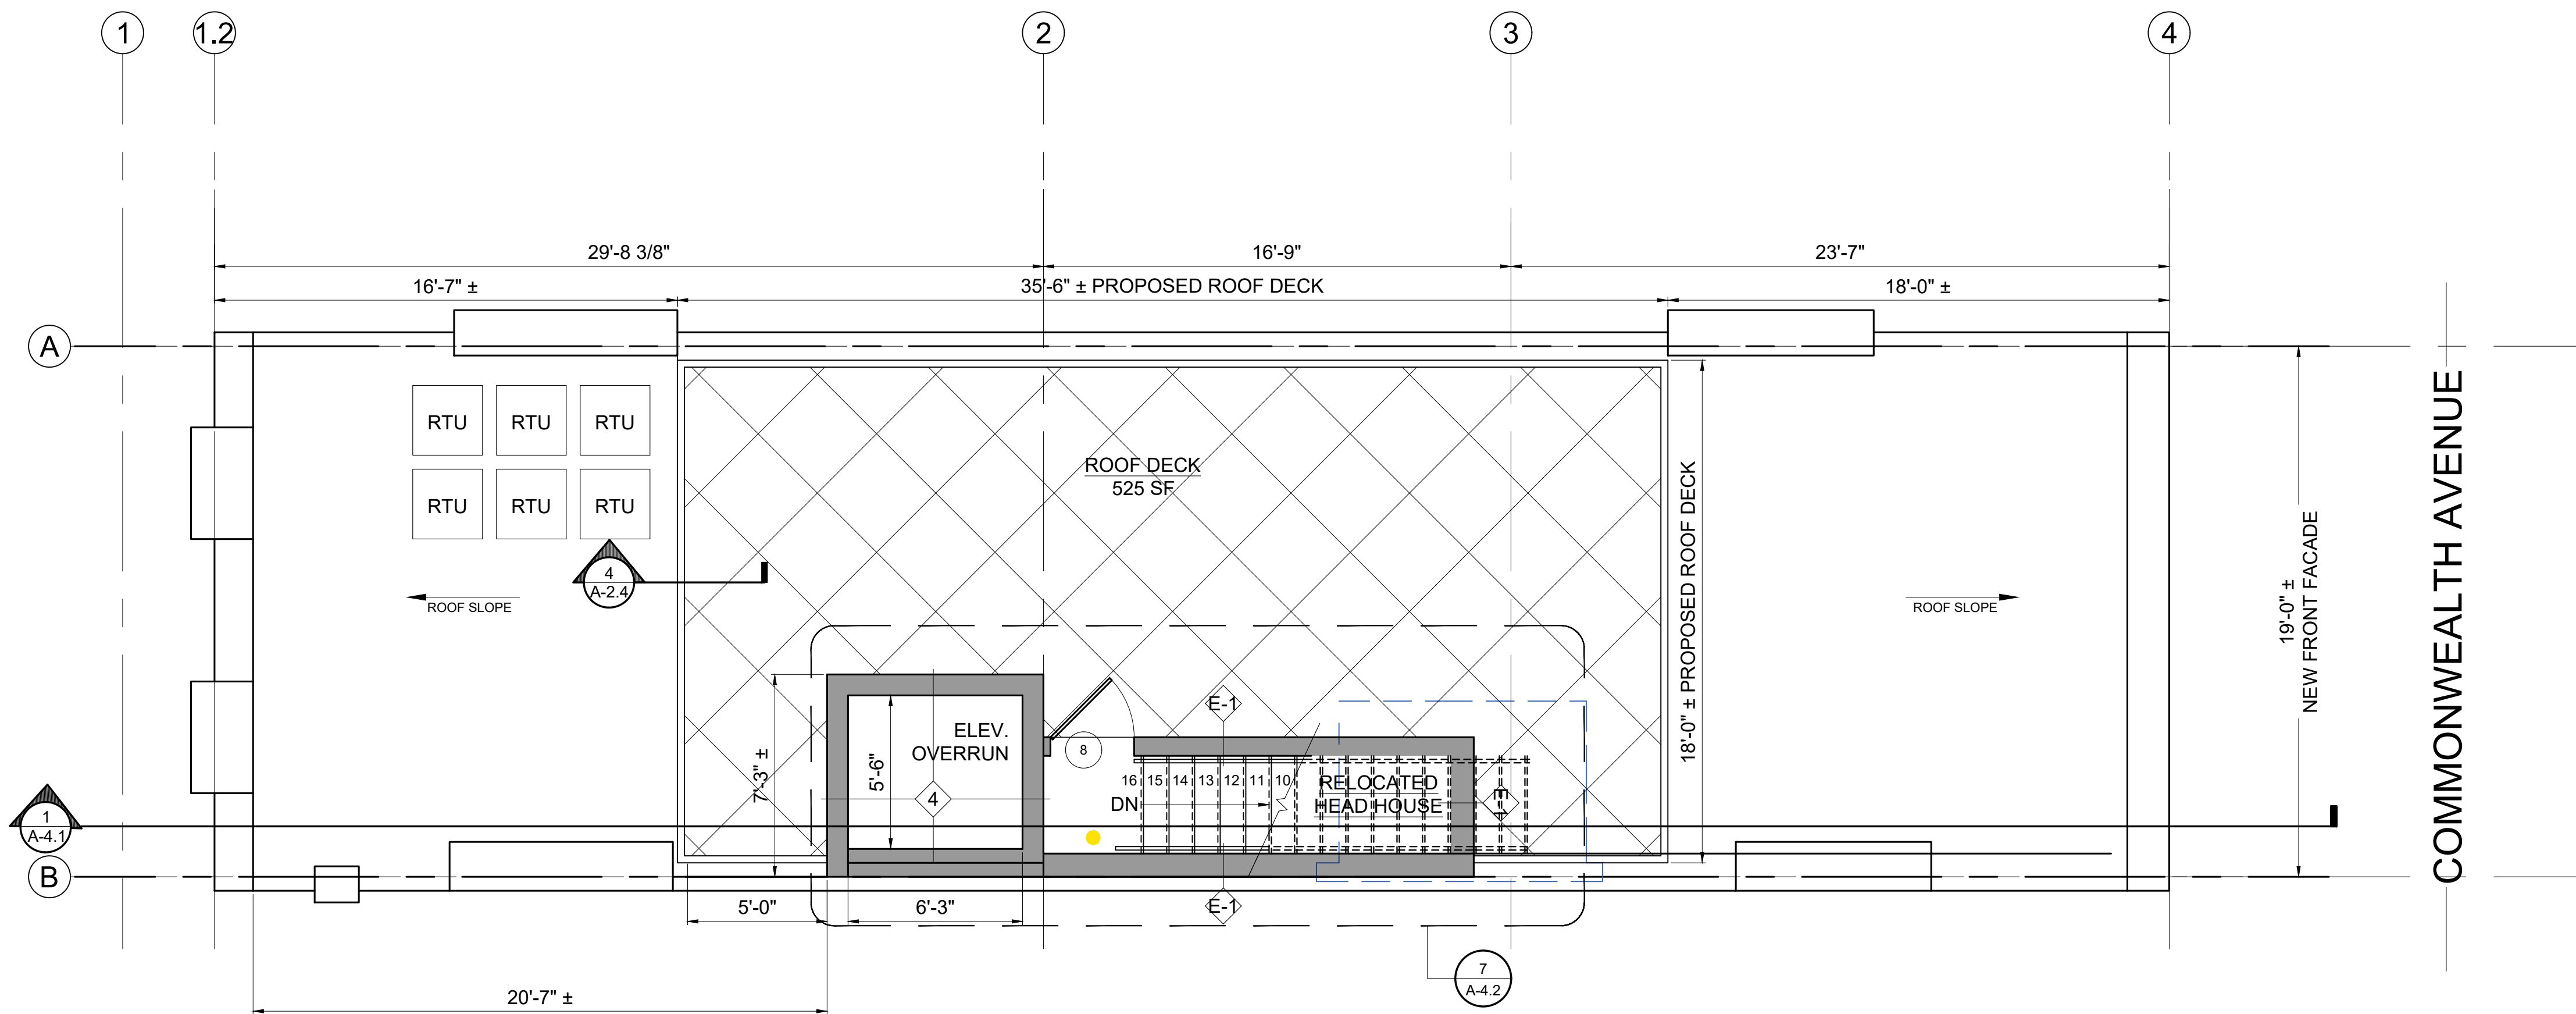 1
1.2
2
3
4
29'-8 3/8"
16'-9"
23'-7"
16'-7" ±
35'-6" ± PROPOSED ROOF DECK
18'-0" ±
A
RTU
RTU
RTU
RTU
RTU
RTU
ROOF DECK
525 SF
18'-0" ± PROPOSED ROOF DECK
19'-0" ±
NEW FRONT FACADE
COMMONWEALTH AVENUE
4
A-2.4
ROOF SLOPE
ROOF SLOPE
7'-3" ±
5'-6"
ELEV.
OVERRUN
4
8
E-1
16
15
14
13
12
11
10
DN
RELOCATED
HEAD HOUSE
E-1
1
A-4.1
B
5'-0"
6'-3"
E-1
7
A-4.2
20'-7" ±